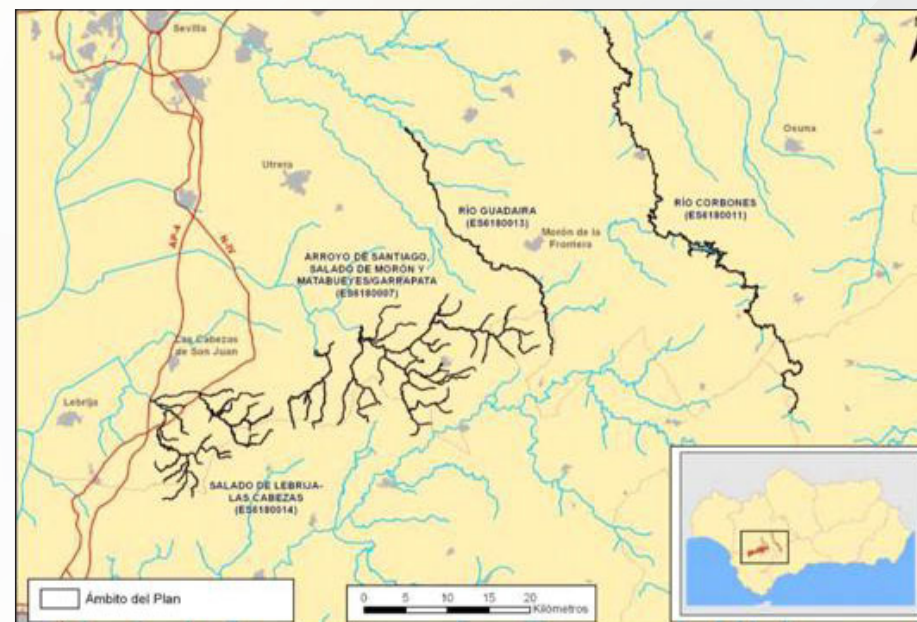 Sevilla
Osuna
Utrera
RÍO CORBONES
(ES6180011)
RÍO GUADAIRA
(ES6180013)
Morón de la
Frontera
AP-4
N-IV
ARROYO DE SANTIAGO,
SALADO DE MORÓN Y
MATABUEYES/GARRAPATA
(ES6180007)
Las Cabezas
de San Juan
Lebrija
SALADO DE LEBRIJA-
LAS CABEZAS
(ES6180014)
Ámbito del Plan
0 5 10 15 20
Kilómetros